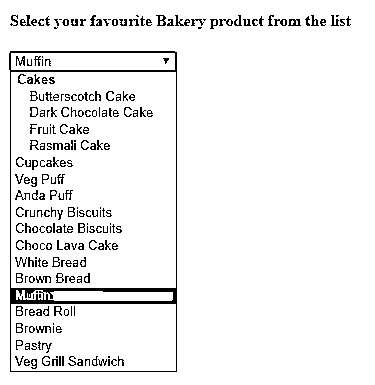 Select your favourite Bakery product from the list
Muffin
Cakes
Butterscotch Cake
Dark Chocolate Cake
Fruit Cake
Rasmali Cake
Cupcakes
Veg Puff
Anda Puff
Crunchy Biscuits
Chocolate Biscuits
Choco Lava Cake
White Bread
Brown Bread
Muffin
Bread Roll
Brownie
Pastry
Veg Grill Sandwich